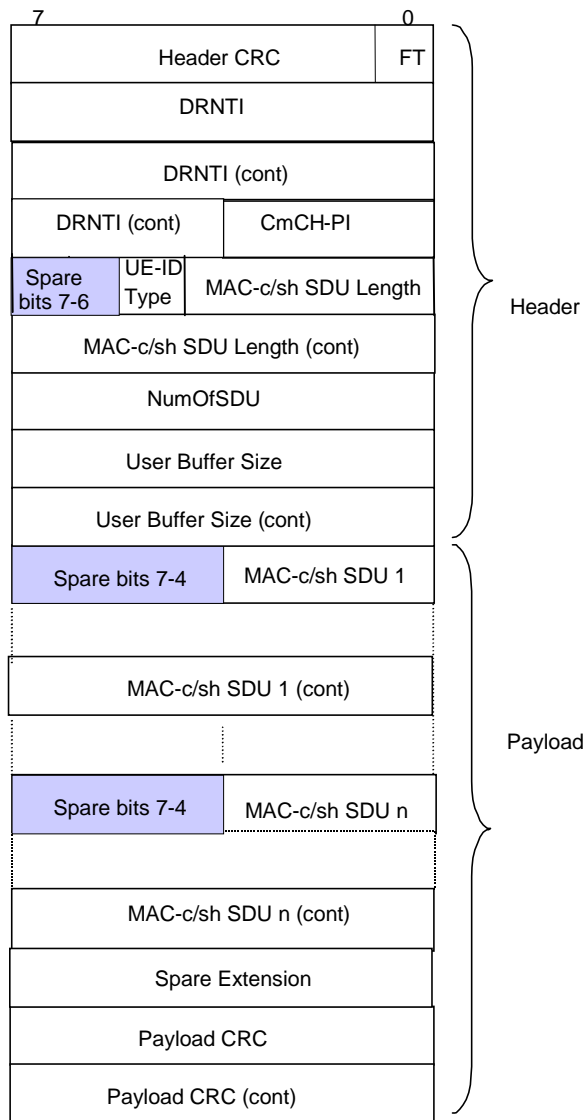 7 0
Header CRC FT
DRNTI
DRNTI (cont)
DRNTI (cont) CmCH-PI
Spare bits 7-6 UE-ID Type MAC-c/sh SDU Length
Header
MAC-c/sh SDU Length (cont)
NumOfSDU
User Buffer Size
User Buffer Size (cont)
Spare bits 7-4 MAC-c/sh SDU 1
MAC-c/sh SDU 1 (cont)
Payload
Spare bits 7-4 MAC-c/sh SDU n
MAC-c/sh SDU n (cont)
Spare Extension
Payload CRC
Payload CRC (cont)